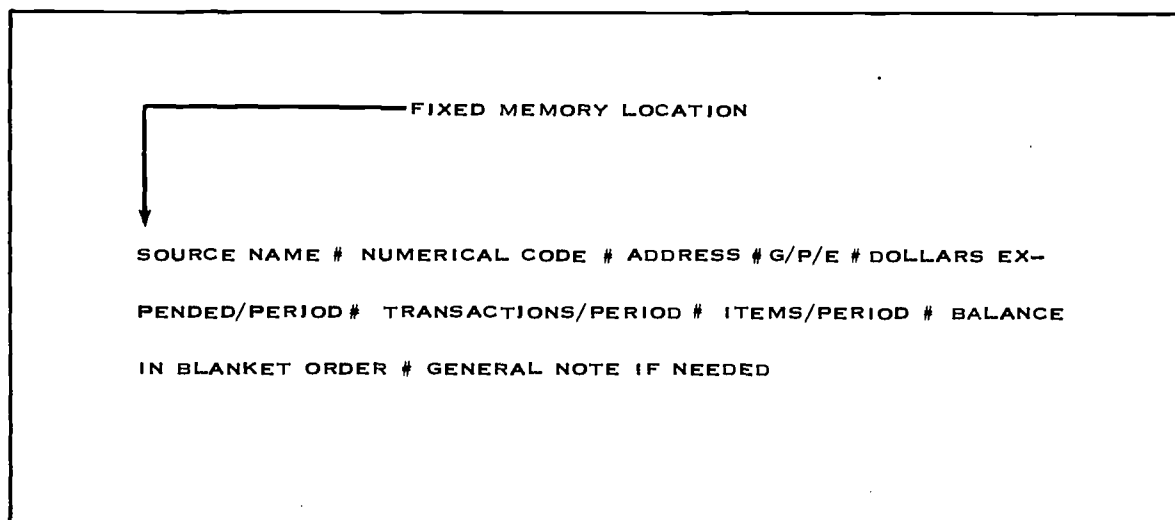 FIXED MEMORY LOCATION
SOURCE NAME # NUMERICAL CODE # ADDRESS # G/P/E # DOLLARS EX-
PENDED/PERIOD # TRANSACTIONS/PERIOD # ITEMS/PERIOD # BALANCE
IN BLANKET ORDER # GENERAL NOTE IF NEEDED